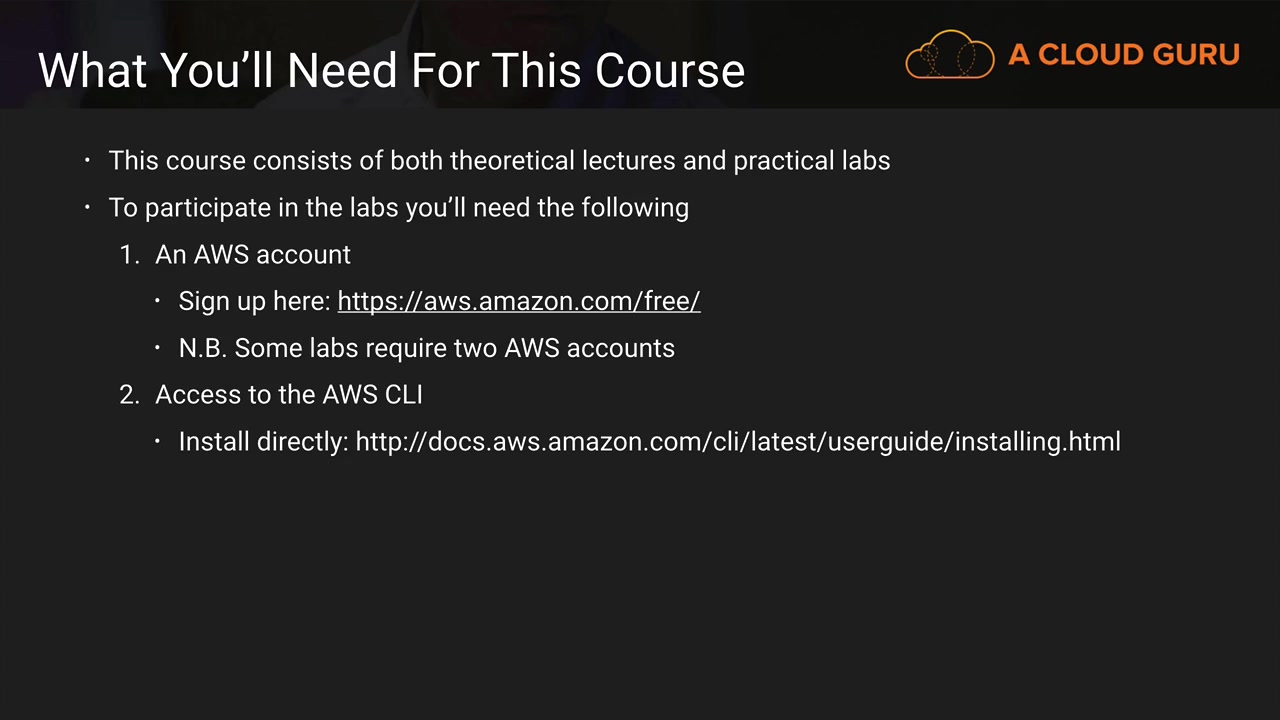 What You’ll Need For This Course
A CLOUD GURU
• This course consists of both theoretical lectures and practical labs
• To participate in the labs you’ll need the following
1. An AWS account
• Sign up here: https://aws.amazon.com/free/
• N.B. Some labs require two AWS accounts
2. Access to the AWS CLI
• Install directly: http://docs.aws.amazon.com/cli/latest/userguide/installing.html